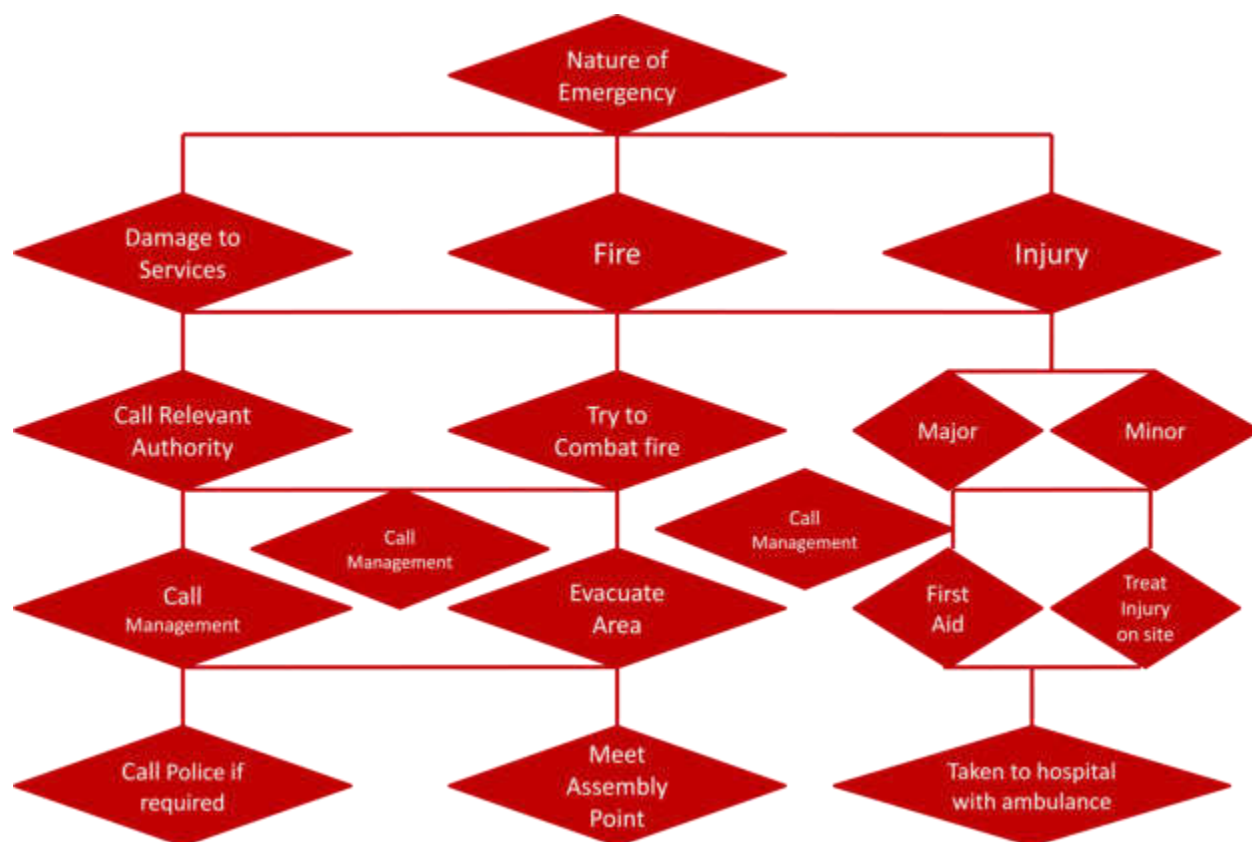 Nature of
Emergency
Damage to
Services
Fire
Injury
Call Relevant
Authority
Try to
Combat fire
Major
Minor
Call
Management
Call
Management
Call
Management
Evacuate
Area
First
Aid
Treat
Injury
on site
Call Police if
required
Meet
Assembly
Point
Taken to hospital
with ambulance